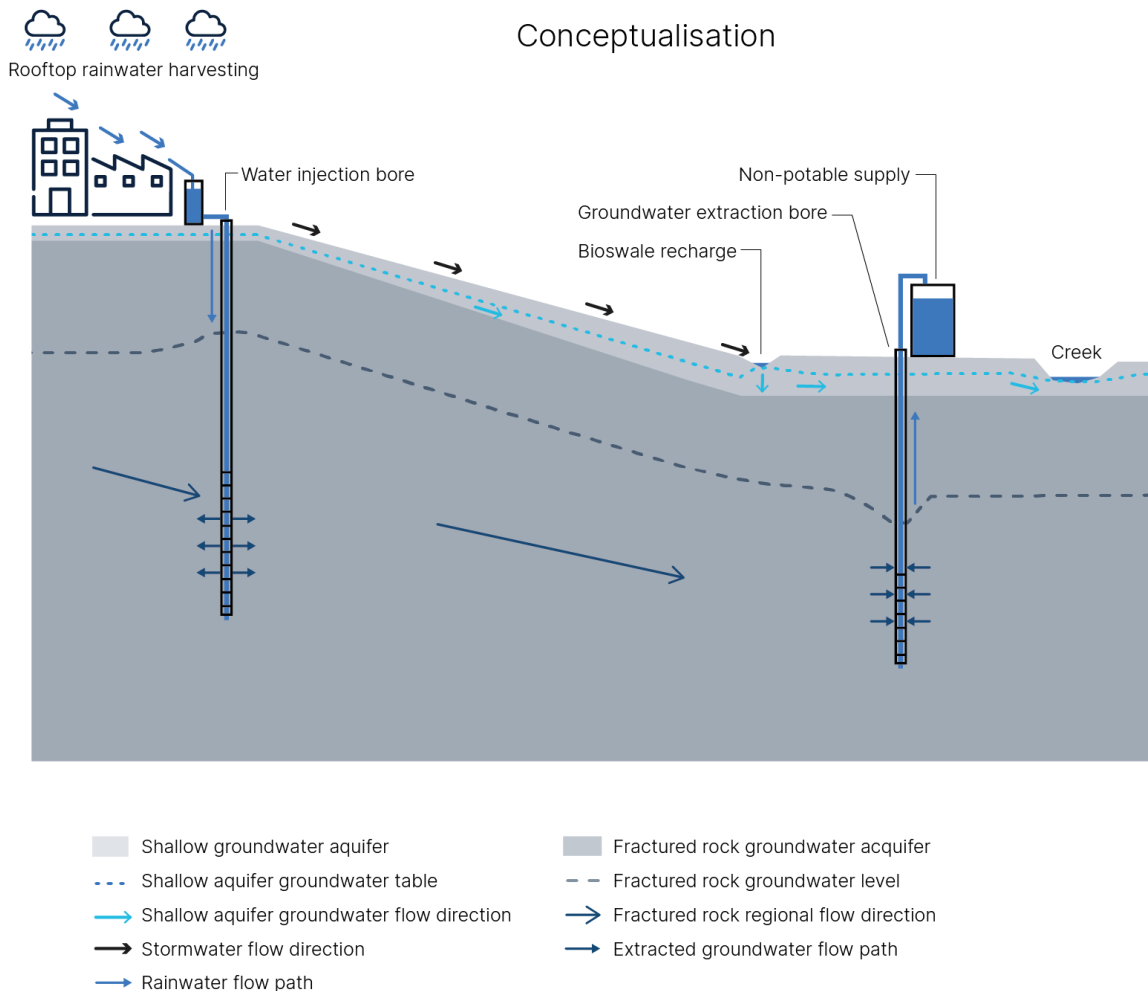 Conceptualisation
Rooftop rainwater harvesting
Water injection bore
Non-potable supply
Groundwater extraction bore
Bioswale recharge
Creek
Shallow groundwater aquifer
Shallow aquifer groundwater table
Shallow aquifer groundwater flow direction
Stormwater flow direction
Rainwater flow path
Fractured rock groundwater acquifer
Fractured rock groundwater level
Fractured rock regional flow direction
Extracted groundwater flow path